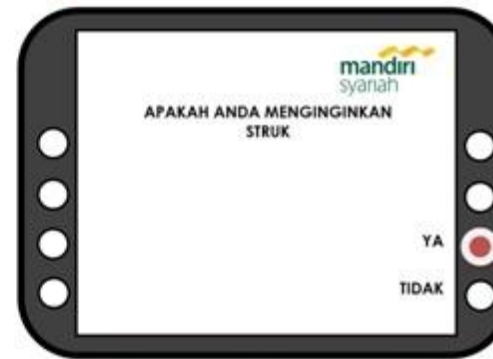 mandiri
syariah
APAKAH ANDA MENGINGINKAN
STRUK
YA
TIDAK